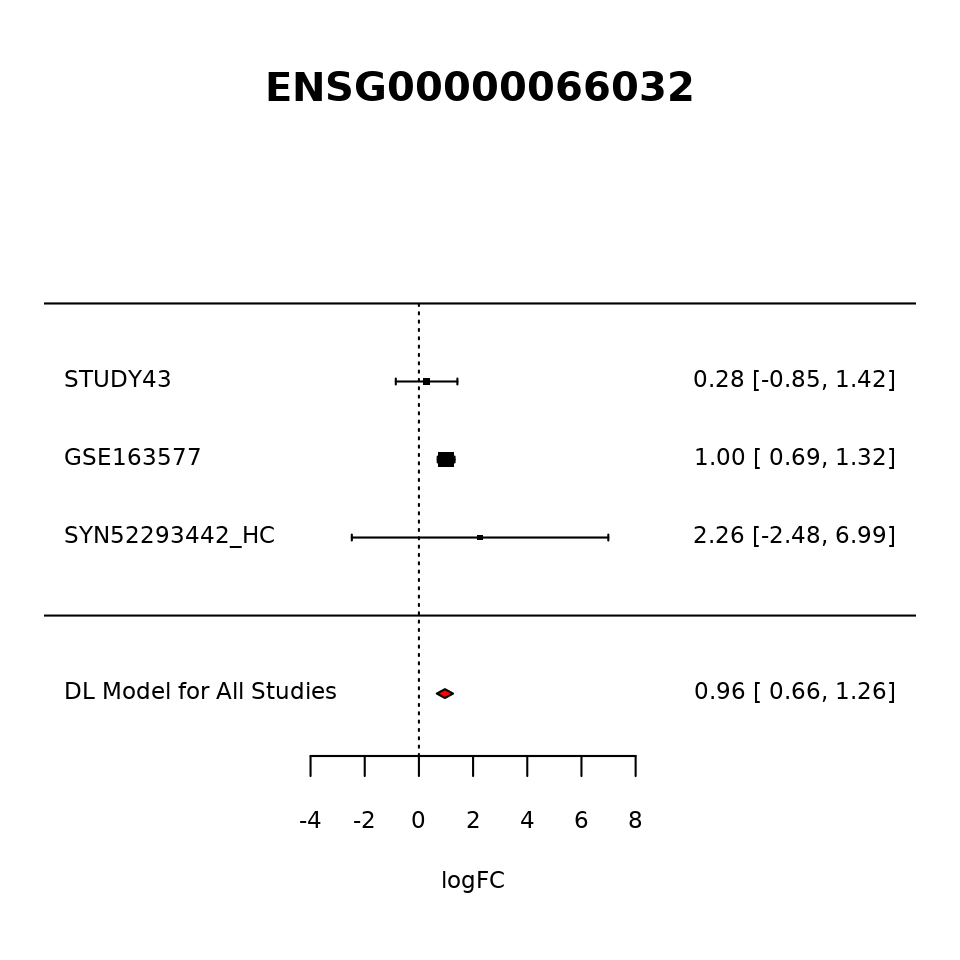 ENSG00000066032
STUDY43 0.28 [-0.85, 1.42]
GSE163577 1.00 [ 0.69, 1.32]
SYN52293442_HC 2.26 [-2.48, 6.99]
DL Model for All Studies 0.96 [ 0.66, 1.26]
-4 -2 0 2 4 6 8
logFC